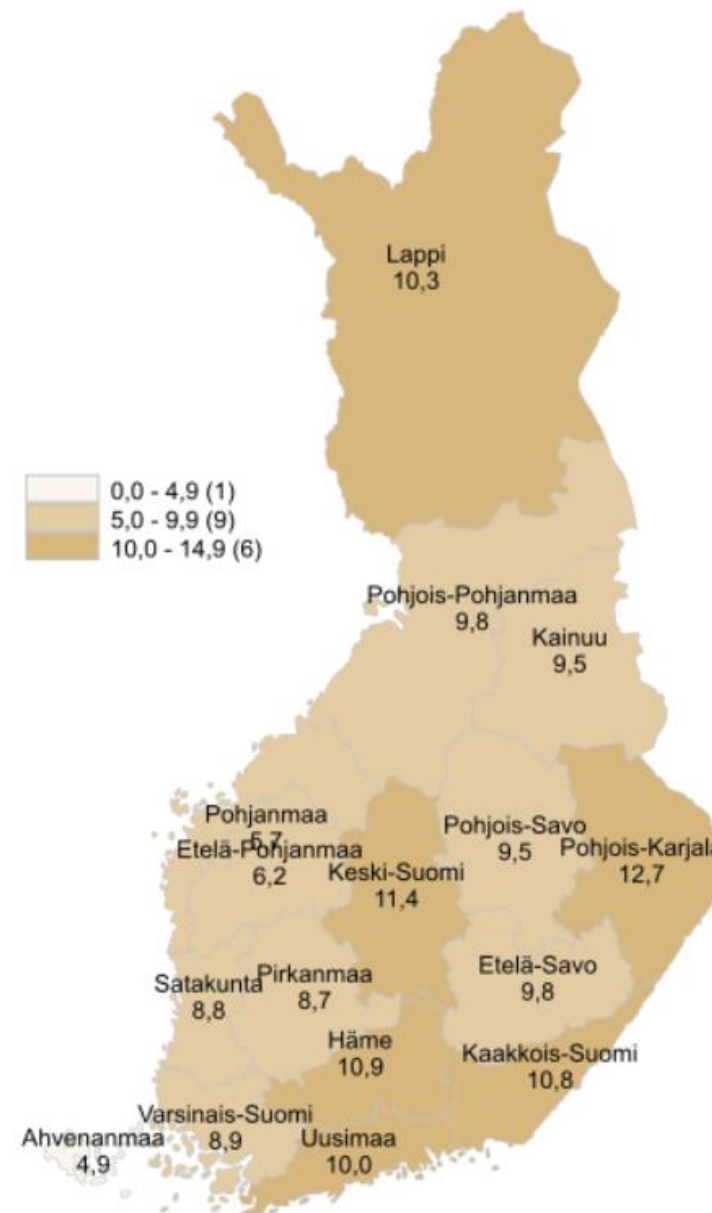 Lappi
10,3
0,0 - 4,9 (1)
5,0 - 9,9 (9)
10,0 - 14,9 (6)
Pohjois-Pohjanmaa
9,8
Kainuu
9,5
Pohjanmaa
5,7
Etelä-Pohjanmaa
6,2
Keski-Suomi
11,4
Pohjois-Savo
9,5
Pohjois-Karjala
12,7
Satakunta
8,8
Pirkanmaa
8,7
Etelä-Savo
9,8
Häme
10,9
Kaakkois-Suomi
10,8
Varsinais-Suomi
8,9
Ahvenanmaa
4,9
Uusimaa
10,0